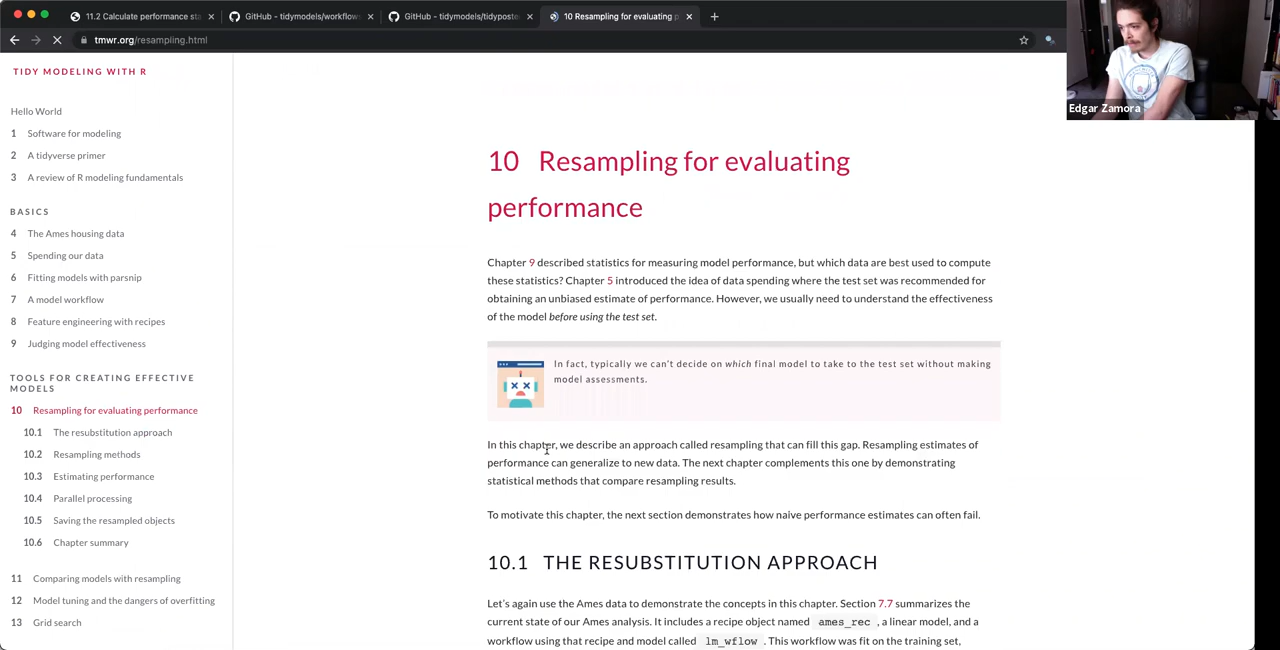 11.2 Calculate performance sta
GitHub - tidymodels/workflow
GitHub - tidymodels/tidyposte
10 Resampling for evaluating p
tmwr.org/resampling.html
Edgar Zamora
TIDY MODELING WITH R
Hello World
1 Software for modeling
2 A tidyverse primer
3 A review of R modeling fundamentals
BASICS
4 The Ames housing data
5 Spending our data
6 Fitting models with parsnip
7 A model workflow
8 Feature engineering with recipes
9 Judging model effectiveness
TOOLS FOR CREATING EFFECTIVE
MODELS
10 Resampling for evaluating performance
10.1 The resubstitution approach
10.2 Resampling methods
10.3 Estimating performance
10.4 Parallel processing
10.5 Saving the resampled objects
10.6 Chapter summary
11 Comparing models with resampling
12 Model tuning and the dangers of overfitting
13 Grid search
10 Resampling for evaluating
performance
Chapter 9 described statistics for measuring model performance, but which data are best used to compute
these statistics? Chapter 5 introduced the idea of data spending where the test set was recommended for
obtaining an unbiased estimate of performance. However, we usually need to understand the effectiveness
of the model before using the test set.
In fact, typically we can't decide on which final model to take to the test set without making
model assessments.
In this chapter, we describe an approach called resampling that can fill this gap. Resampling estimates of
performance can generalize to new data. The next chapter complements this one by demonstrating
statistical methods that compare resampling results.
To motivate this chapter, the next section demonstrates how naive performance estimates can often fail.
10.1 THE RESUBSTITUTION APPROACH
Let's again use the Ames data to demonstrate the concepts in this chapter. Section 7.7 summarizes the
current state of our Ames analysis. It includes a recipe object named ames_rec , a linear model, and a
workflow using that recipe and model called lm_wflow . This workflow was fit on the training set,